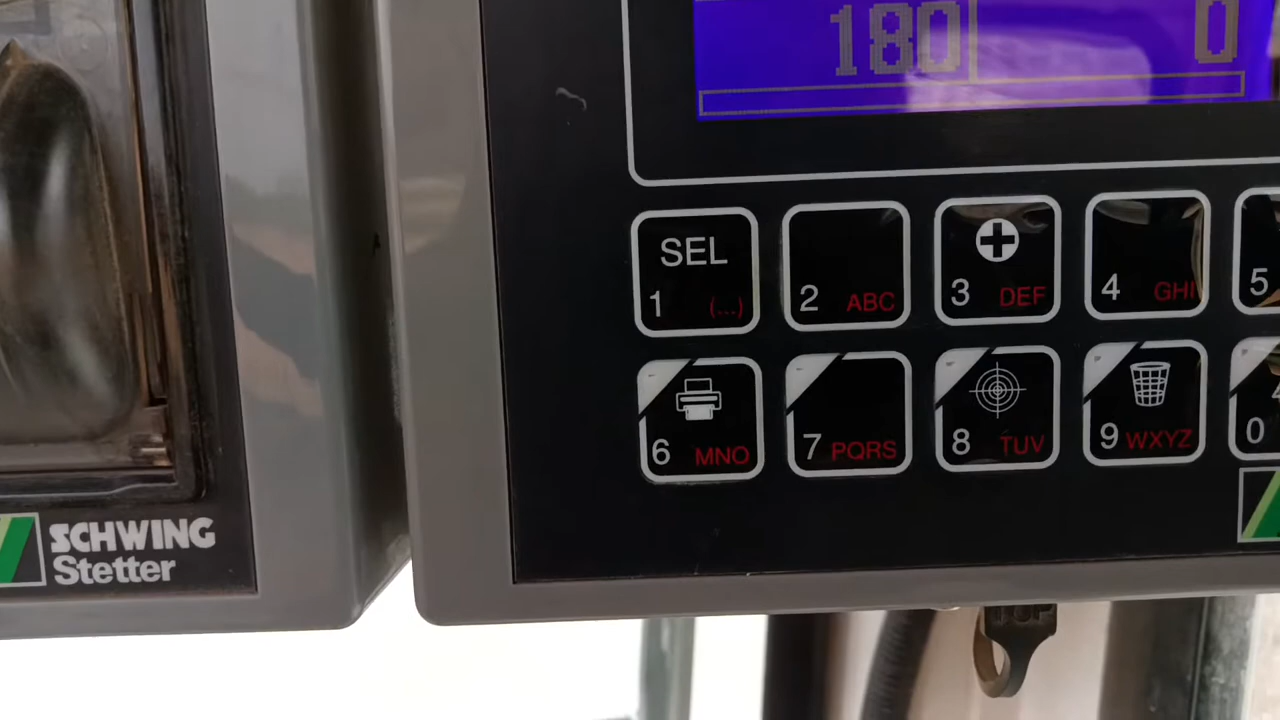 180 0
SEL
1 (...)
2 ABC
3 DEF
4 GHI
5
6 MNO
7 PQRS
8 TUV
9 WXYZ
0
SCHWING
Stetter